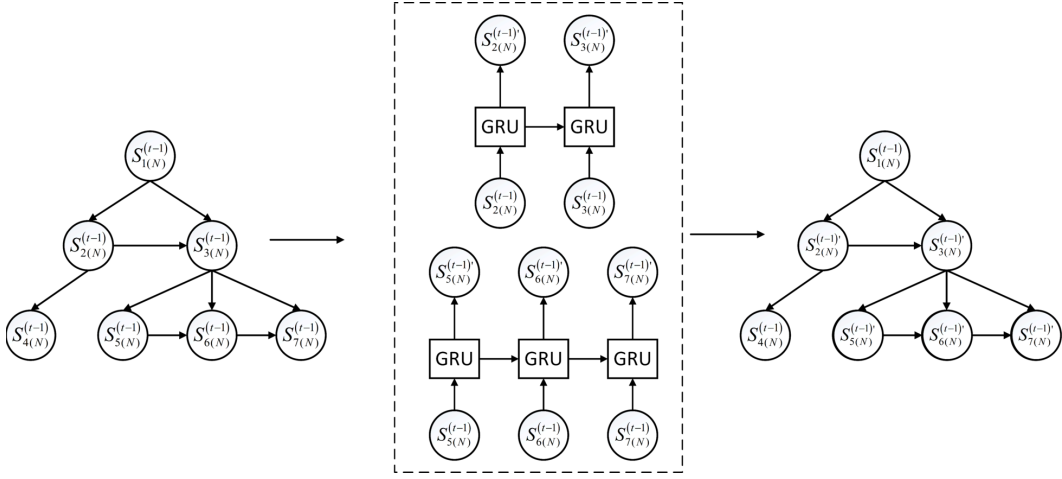 S_{1(N)}^{(t-1)}
S_{2(N)}^{(t-1)} S_{3(N)}^{(t-1)}
S_{4(N)}^{(t-1)} S_{5(N)}^{(t-1)} S_{6(N)}^{(t-1)} S_{7(N)}^{(t-1)}
S_{2(N)}^{(t-1)'} S_{3(N)}^{(t-1)'}
GRU GRU
S_{2(N)}^{(t-1)} S_{3(N)}^{(t-1)}
S_{5(N)}^{(t-1)'} S_{6(N)}^{(t-1)'} S_{7(N)}^{(t-1)'}
GRU GRU GRU
S_{5(N)}^{(t-1)} S_{6(N)}^{(t-1)} S_{7(N)}^{(t-1)}
S_{1(N)}^{(t-1)}
S_{2(N)}^{(t-1)'} S_{3(N)}^{(t-1)'}
S_{4(N)}^{(t-1)} S_{5(N)}^{(t-1)'} S_{6(N)}^{(t-1)'} S_{7(N)}^{(t-1)'}